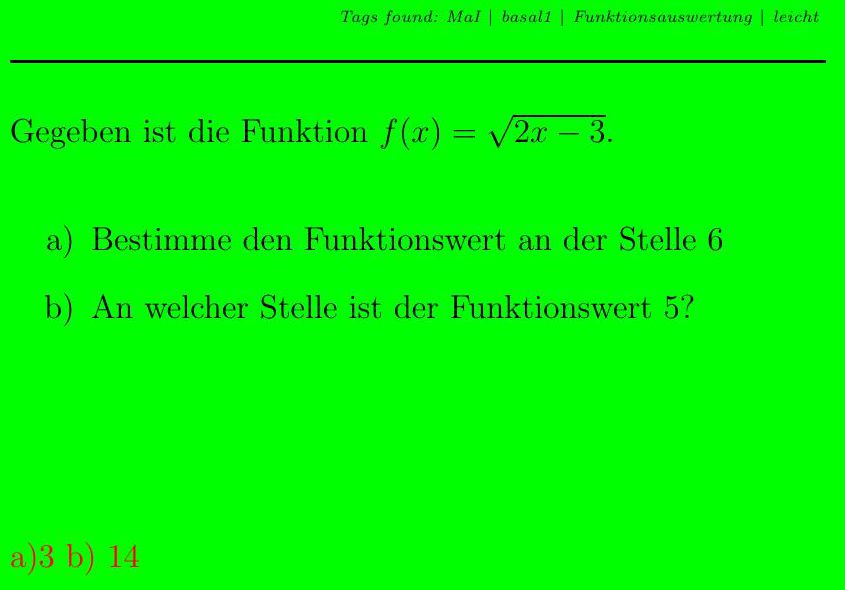 Tags found: MaI | basal1 | Funktionsauswertung | leicht
Gegeben ist die Funktion f(x) = √2x − 3.
a) Bestimme den Funktionswert an der Stelle 6
b) An welcher Stelle ist der Funktionswert 5?
a)3 b) 14